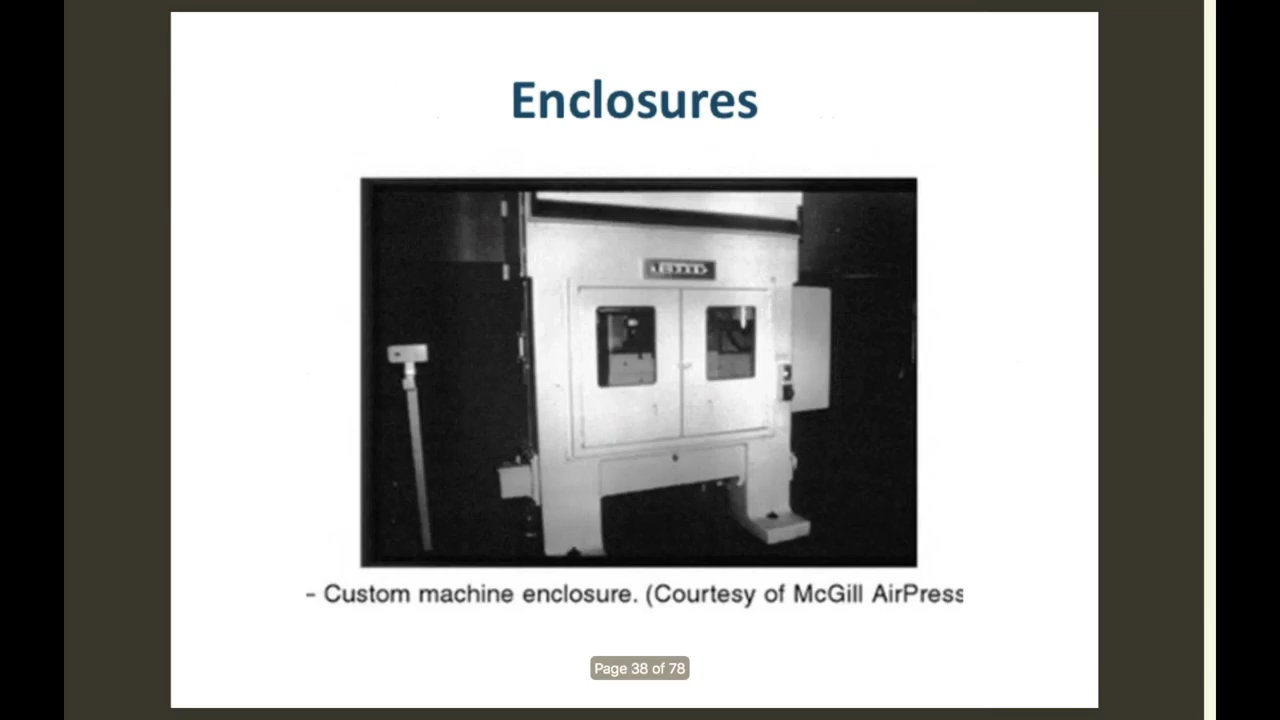 Enclosures
– Custom machine enclosure. (Courtesy of McGill AirPress
Page 38 of 78